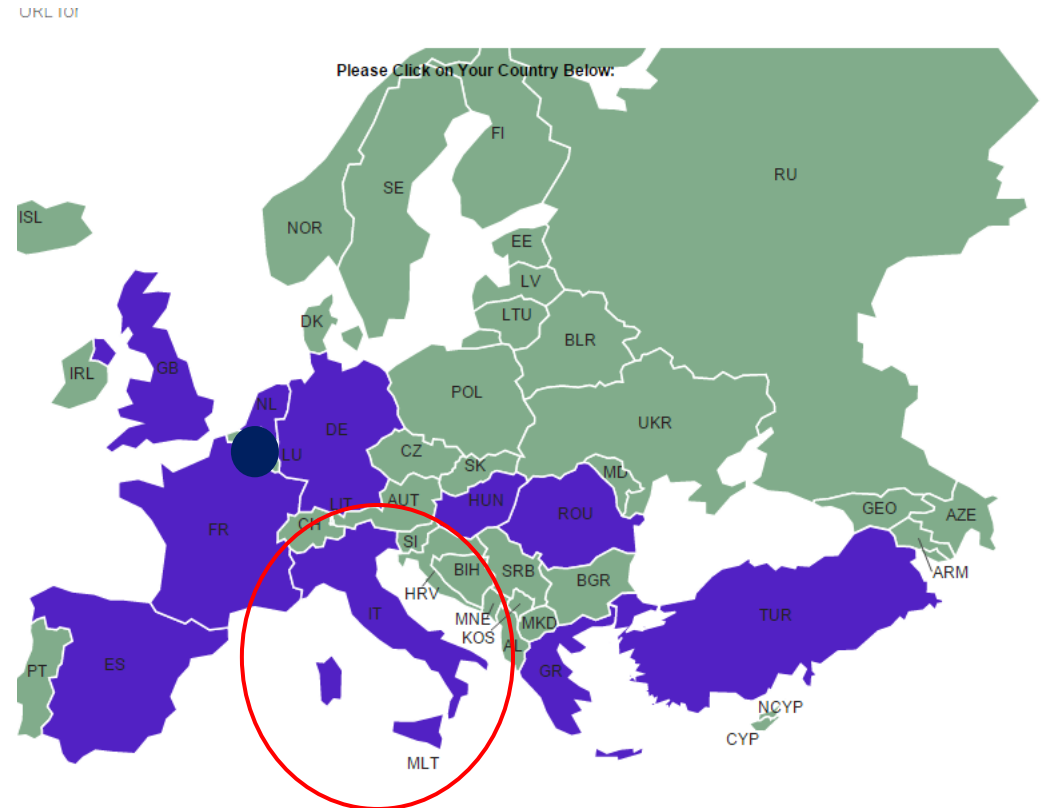 URL for
Please Click on Your Country Below:
FI
RU
SE
ISL
NOR
EE
LV
LTU
DK
BLR
GB
IRL
POL
NL
UKR
DE
CZ
LU
SK
MD
HUN
AUT
LIT
GEO
ROU
AZE
CH
FR
SI
BIH
SRB
ARM
BGR
HRV
IT
MNE
TUR
MKD
KOS
AL
ES
PT
GR
NCYP
CYP
MLT